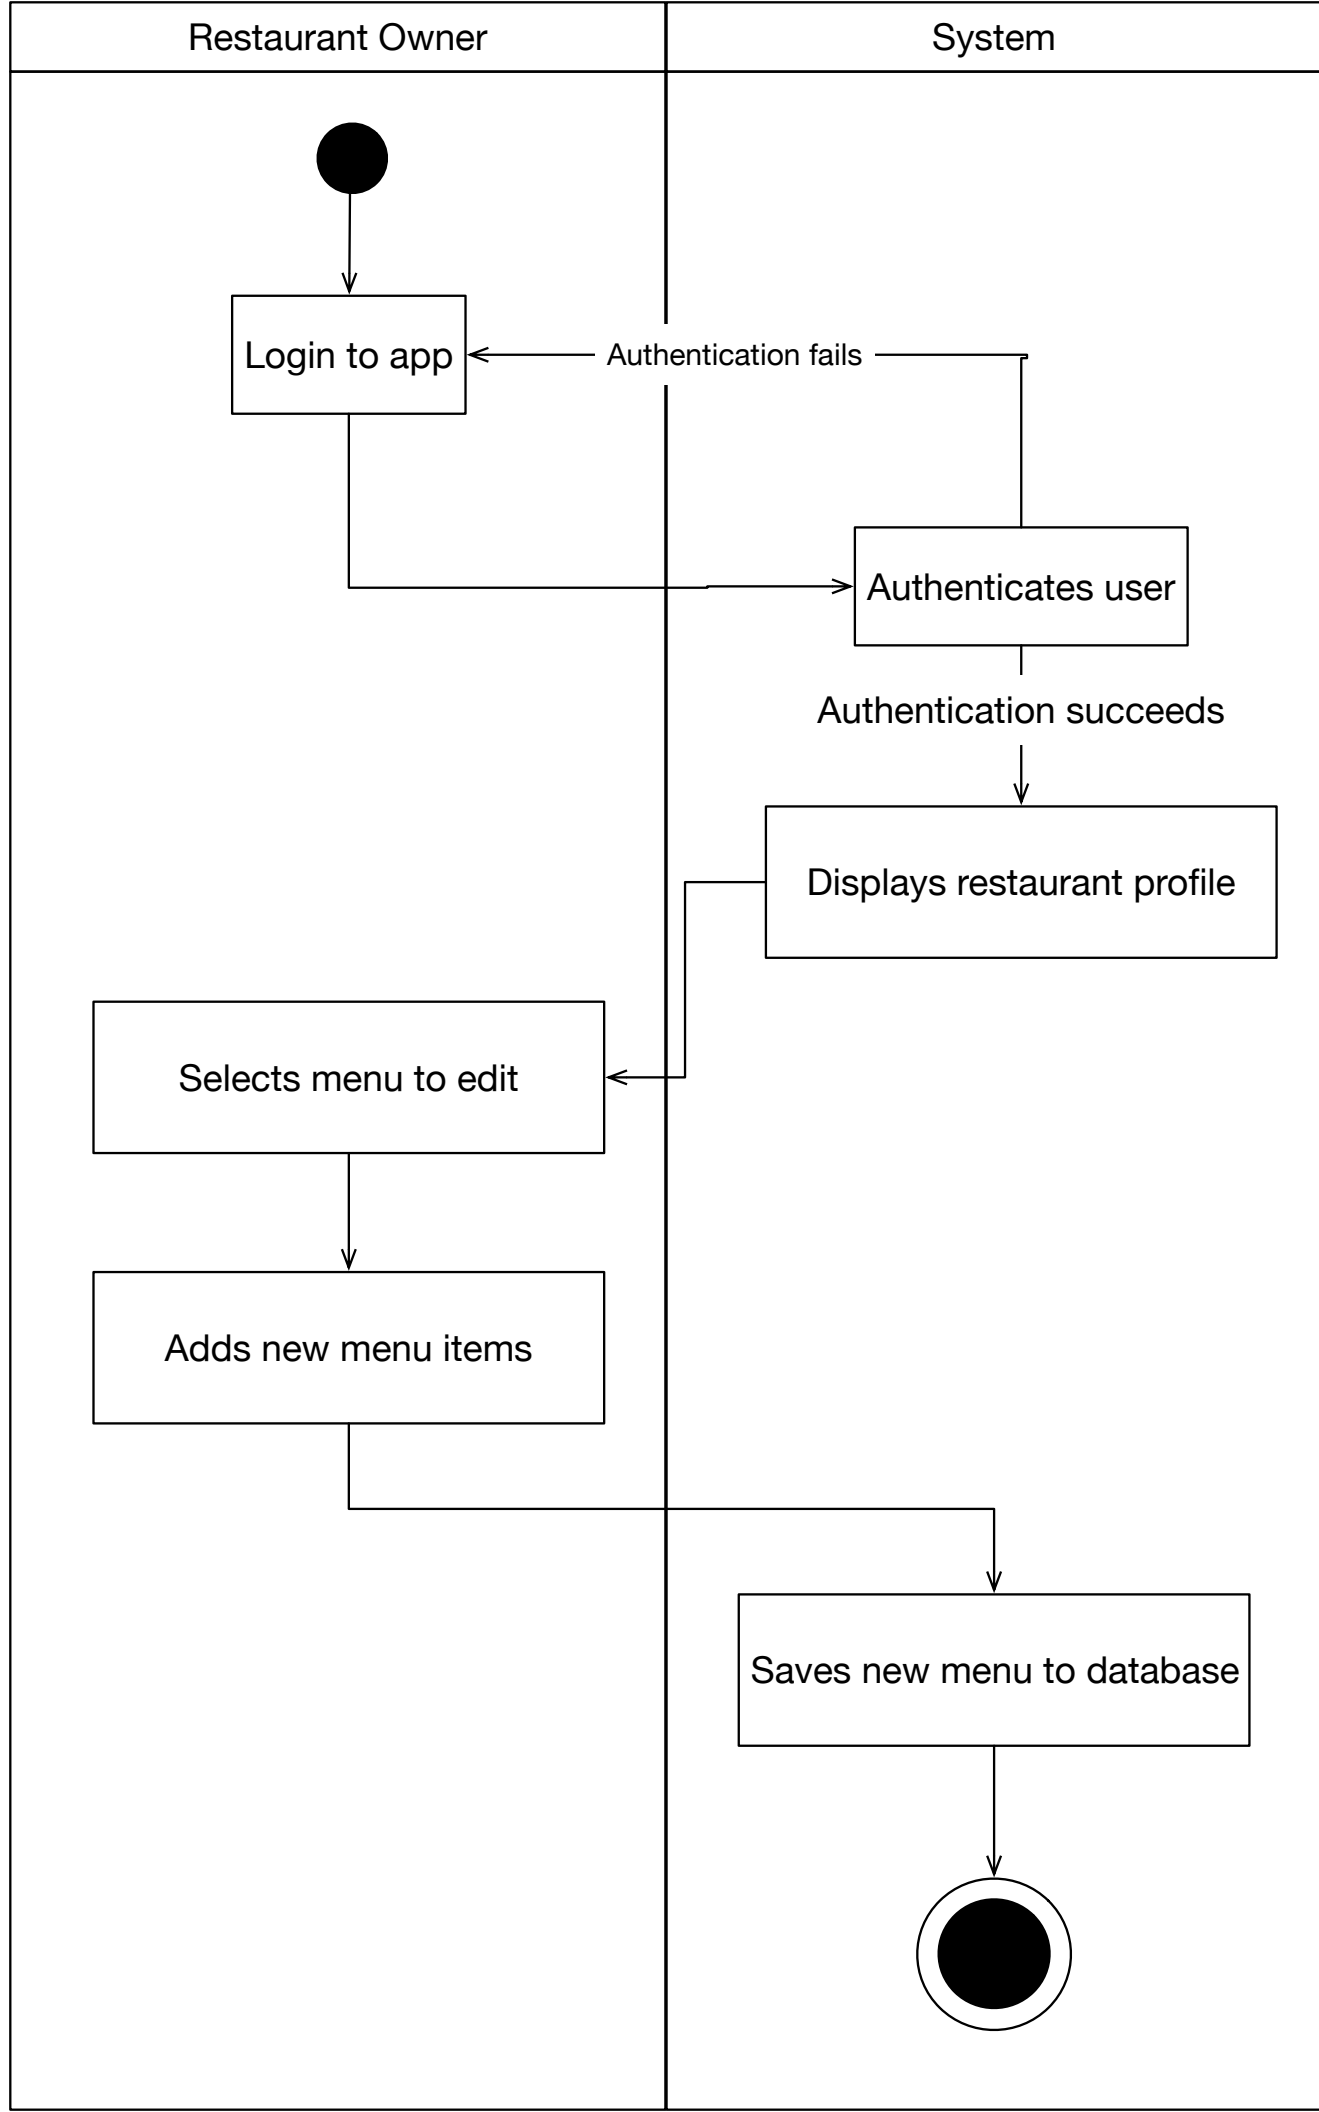 Restaurant Owner
System
Login to app
Authentication fails
Authenticates user
Authentication succeeds
Displays restaurant profile
Selects menu to edit
Adds new menu items
Saves new menu to database